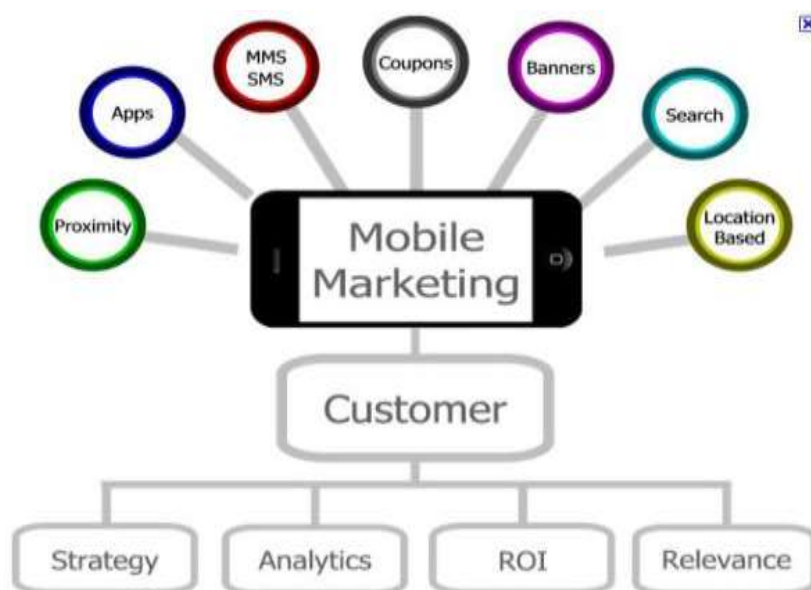 MMS
SMS
Coupons
Banners
Apps
Search
Proximity
Location
Based
Mobile
Marketing
Customer
Strategy
Analytics
ROI
Relevance